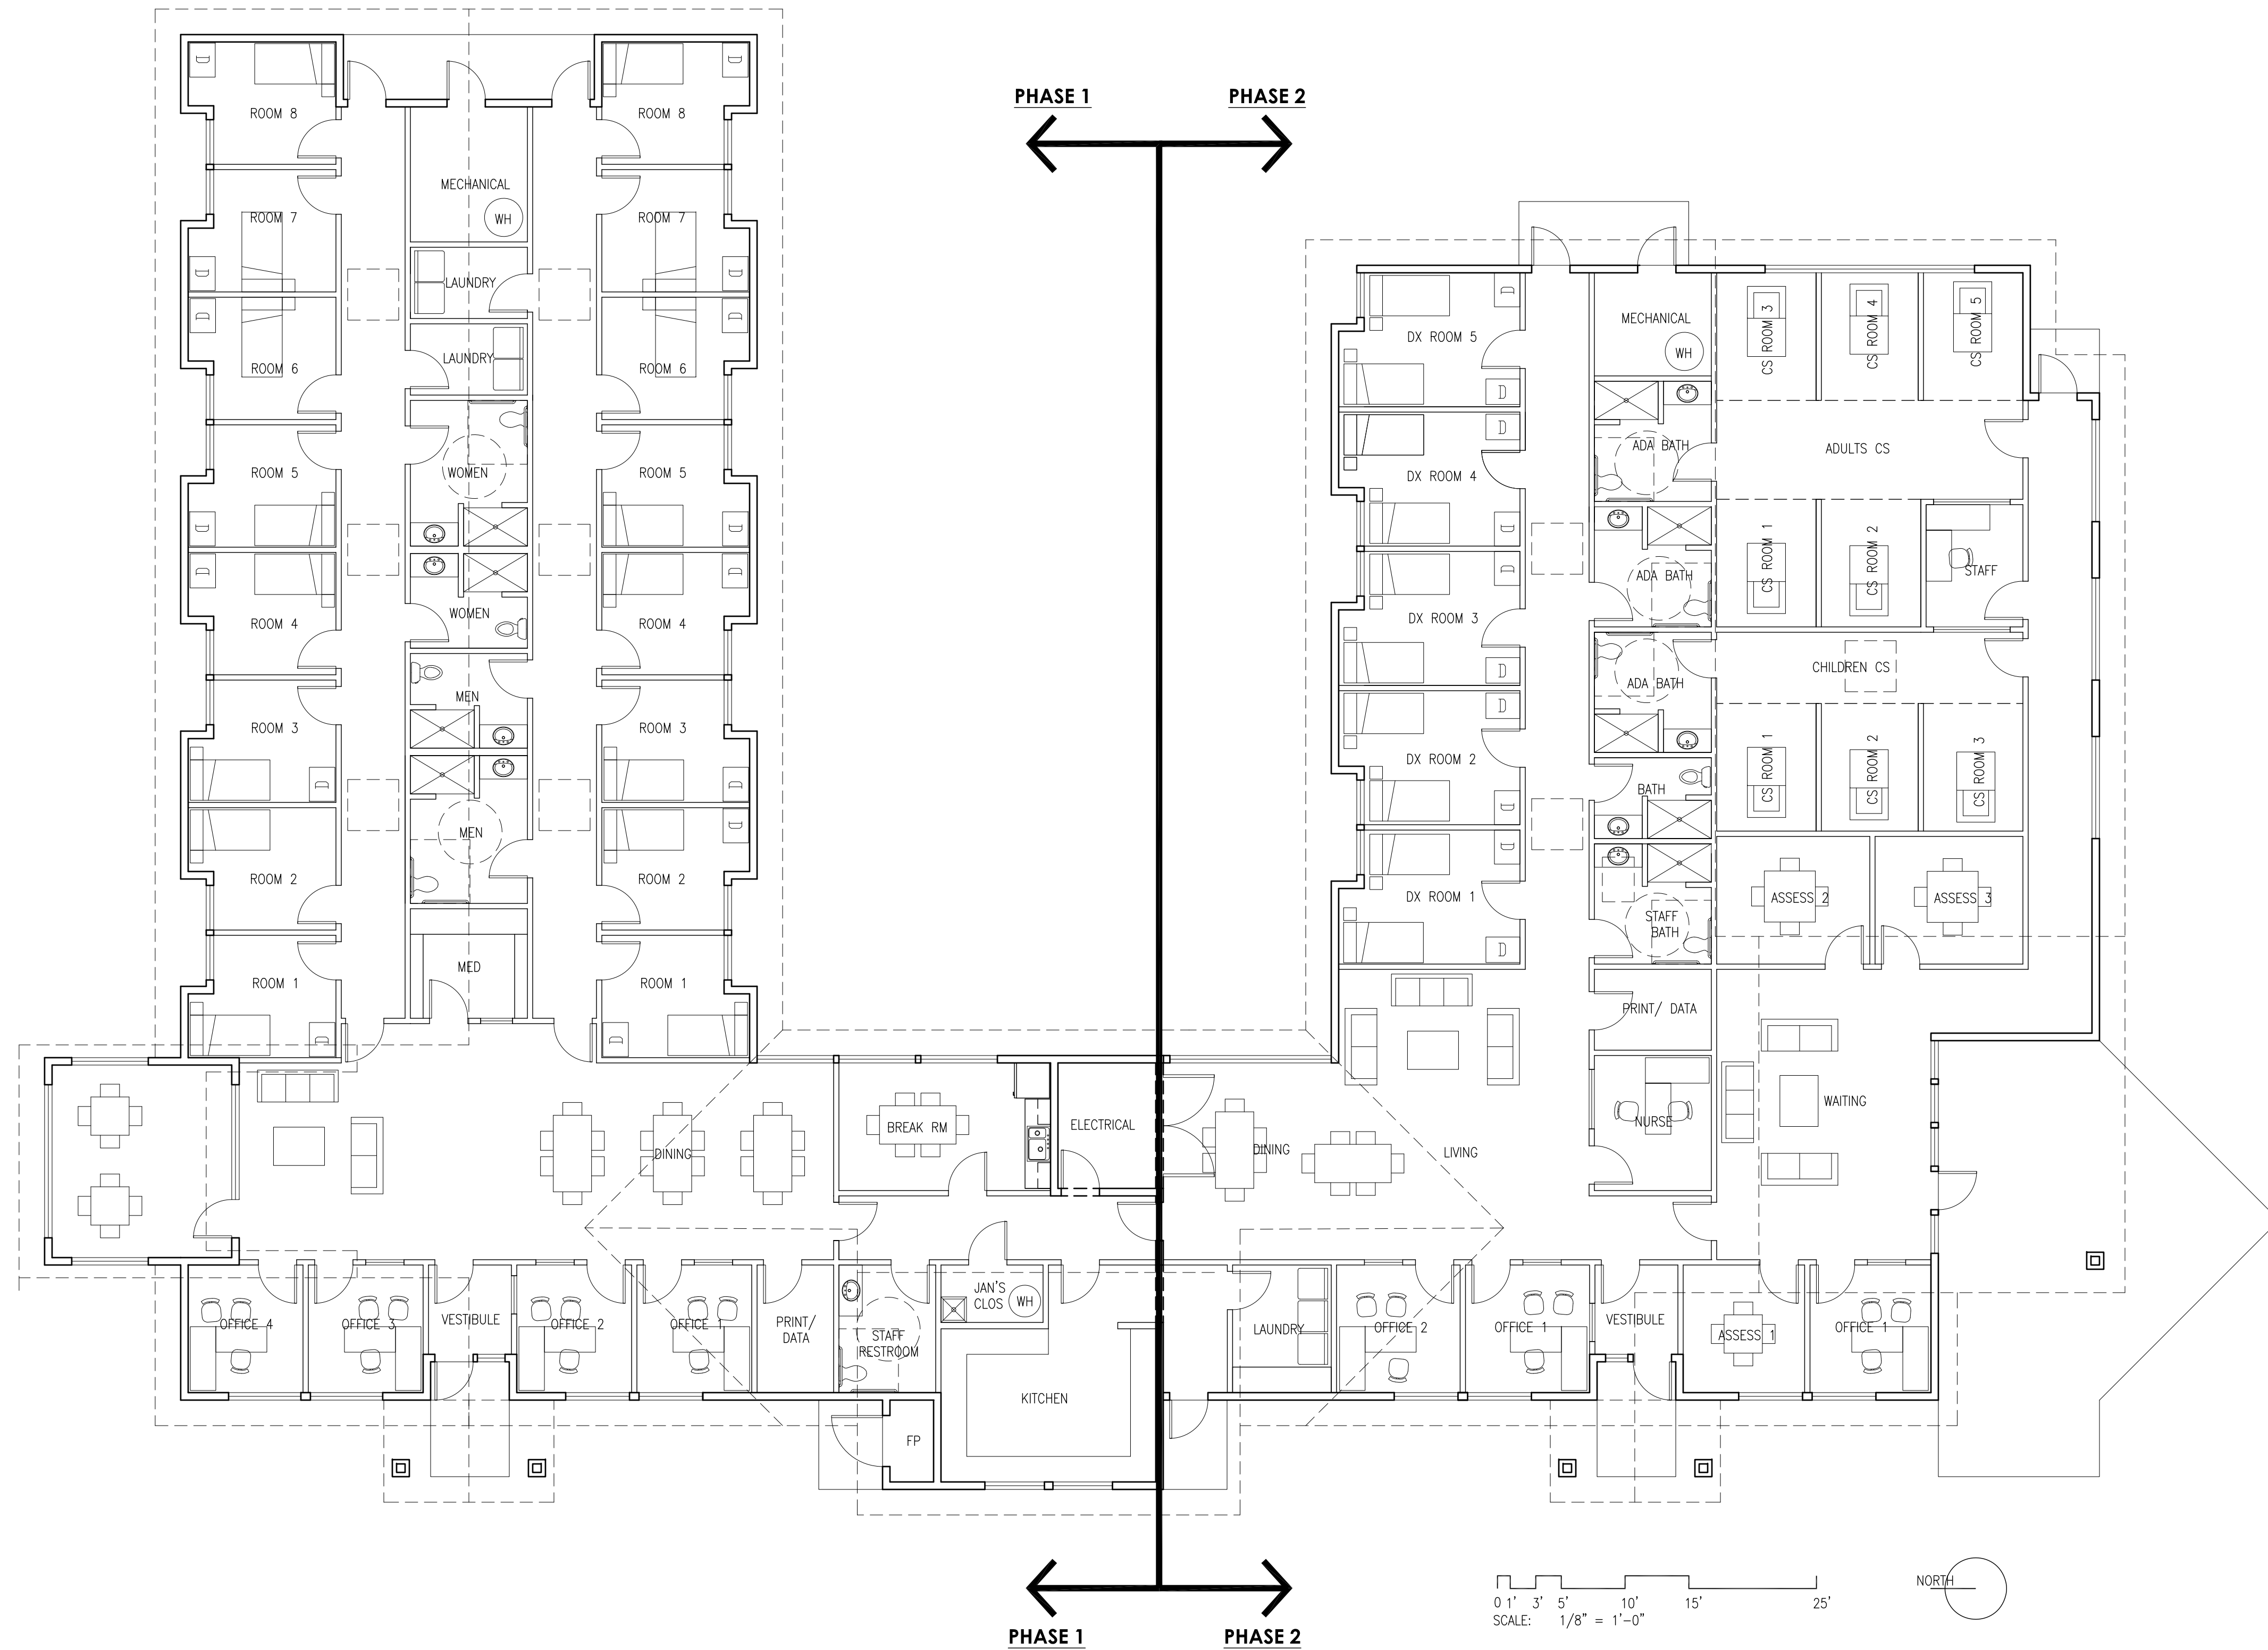 PHASE 1
PHASE 2
ROOM 8
ROOM 8
MECHANICAL
WH
ROOM 7
ROOM 7
LAUNDRY
LAUNDRY
ROOM 6
ROOM 6
WOMEN
ROOM 5
ROOM 5
WOMEN
ROOM 4
ROOM 4
MEN
ROOM 3
ROOM 3
MEN
ROOM 2
ROOM 2
MED
ROOM 1
ROOM 1
DINING
BREAK RM
ELECTRICAL
OFFICE 4
OFFICE 3
VESTIBULE
OFFICE 2
OFFICE 1
PRINT/
DATA
STAFF
RESTROOM
JAN'S
CLOS
WH
KITCHEN
FP
DX ROOM 5
MECHANICAL
WH
CS ROOM 3
CS ROOM 4
CS ROOM 5
DX ROOM 4
ADA BATH
ADULTS CS
DX ROOM 3
ADA BATH
CS ROOM 1
CS ROOM 2
STAFF
ADA BATH
CHILDREN CS
DX ROOM 2
BATH
CS ROOM 1
CS ROOM 2
CS ROOM 3
DX ROOM 1
STAFF
BATH
ASSESS 2
ASSESS 3
PRINT/ DATA
NURSE
WAITING
DINING
LIVING
LAUNDRY
OFFICE 2
OFFICE 1
VESTIBULE
ASSESS 1
OFFICE 1
PHASE 1
PHASE 2
0 1' 3' 5' 10' 15' 25'
SCALE: 1/8" = 1'-0"
NORTH